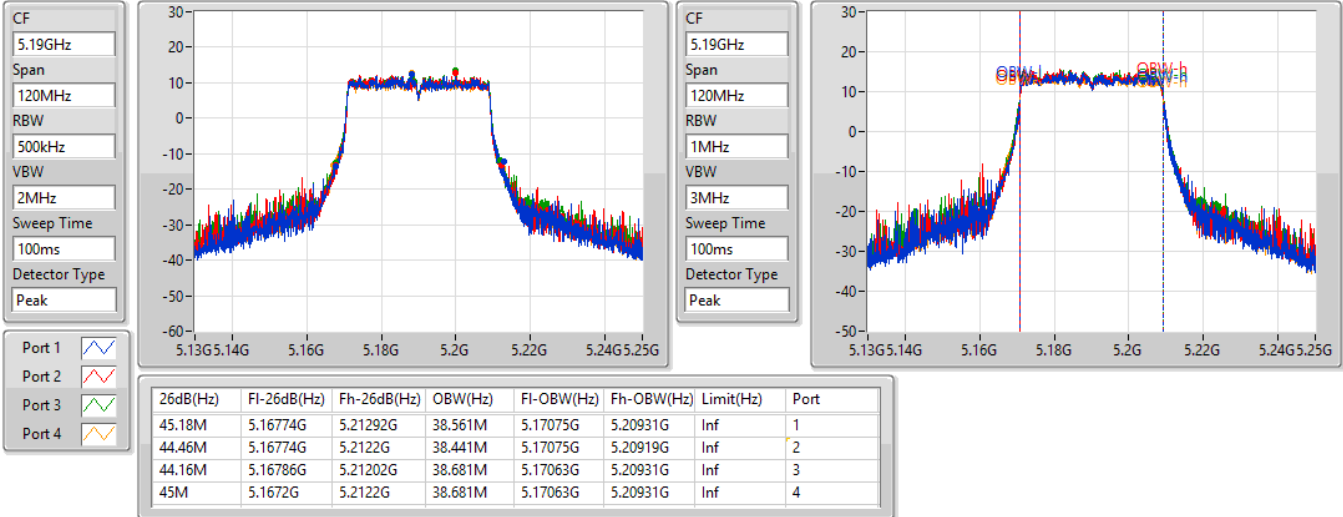 CF
5.19GHz
Span
120MHz
RBW
500kHz
VBW
2MHz
Sweep Time
100ms
Detector Type
Peak
30
20
10
0
-10
-20
-30
-40
-50
-60
5.13G 5.14G 5.16G 5.18G 5.2G 5.22G 5.24G 5.25G
CF
5.19GHz
Span
120MHz
RBW
1MHz
VBW
3MHz
Sweep Time
100ms
Detector Type
Peak
30
20
10
0
-10
-20
-30
-40
-50
OBW-h
OBW-h
5.13G 5.14G 5.16G 5.18G 5.2G 5.22G 5.24G 5.25G
Port 1
Port 2
Port 3
Port 4
26dB(Hz) Fl-26dB(Hz) Fh-26dB(Hz) OBW(Hz) Fl-OBW(Hz) Fh-OBW(Hz) Limit(Hz) Port
45.18M 5.16774G 5.21292G 38.561M 5.17075G 5.20931G Inf 1
44.46M 5.16774G 5.2122G 38.441M 5.17075G 5.20919G Inf 2
44.16M 5.16786G 5.21202G 38.681M 5.17063G 5.20931G Inf 3
45M 5.1672G 5.2122G 38.681M 5.17063G 5.20931G Inf 4